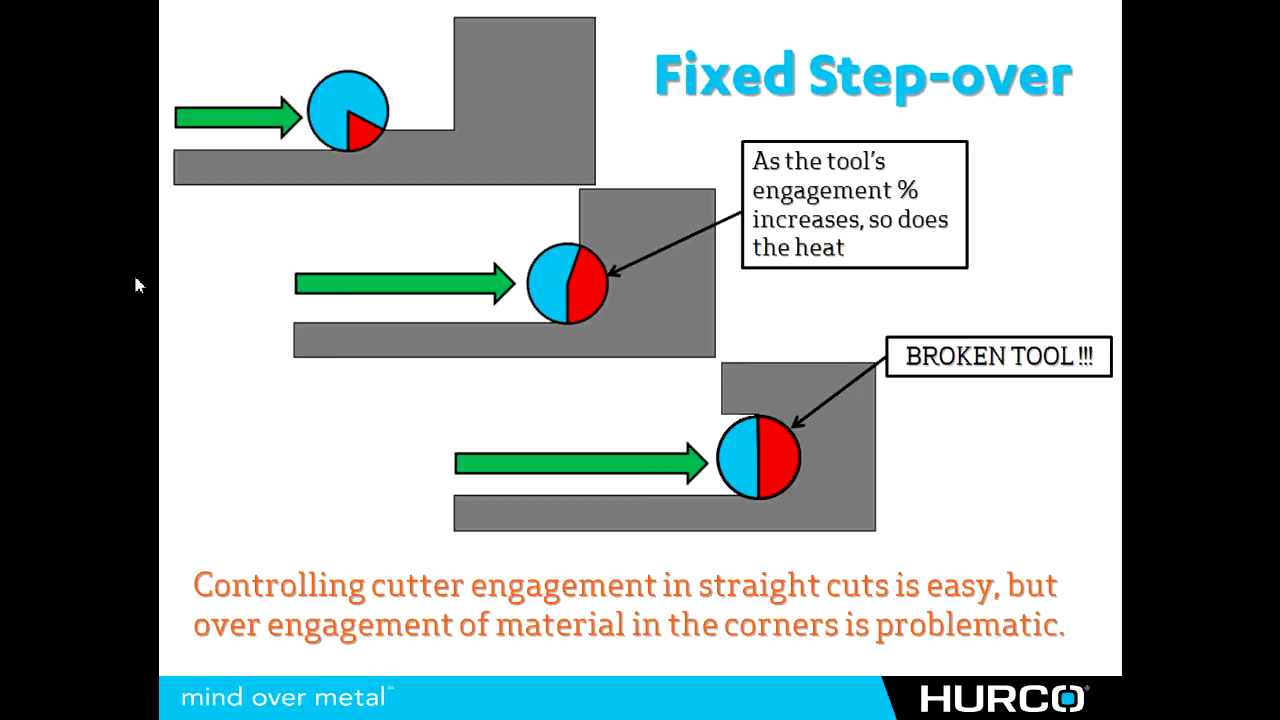 Fixed Step-over
As the tool's
engagement %
increases, so does
the heat
BROKEN TOOL !!!
Controlling cutter engagement in straight cuts is easy, but
over engagement of material in the corners is problematic.
mind over metal™
HURCO®